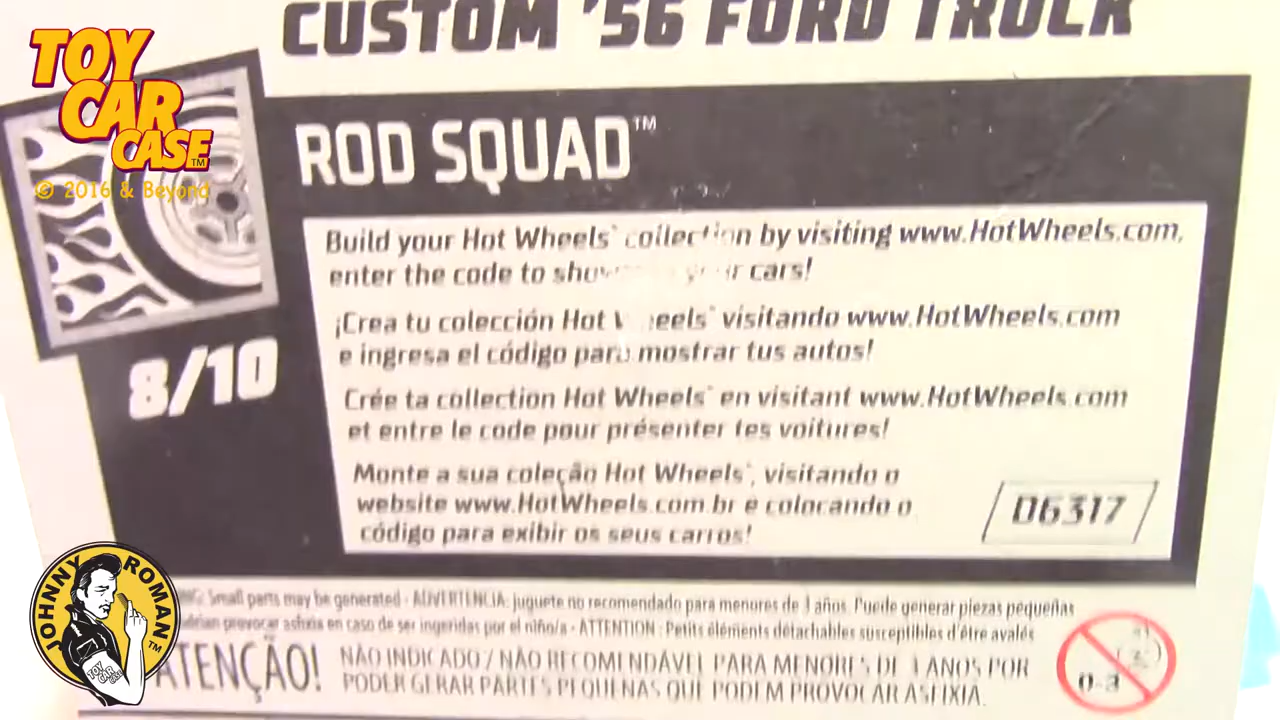 CUSTOM '56 FORD TRUCK
TOY
CAR
CASE™
© 2016 & Beyond
ROD SQUAD™
8/10
Build your Hot Wheels® collection by visiting www.HotWheels.com,
enter the code to show your cars!
¡Crea tu colección Hot Wheels® visitando www.HotWheels.com
e ingresa el código para mostrar tus autos!
Crée ta collection Hot Wheels® en visitant www.HotWheels.com
et entre le code pour présenter tes voitures!
Monte a sua coleção Hot Wheels®, visitando o
website www.HotWheels.com.br e colocando o
código para exibir os seus carros!
D6317
Small parts may be generated · ADVERTENCIA: Juguete no recomendado para menores de 3 años. Puede generar piezas pequeñas
provocar asfixia en caso de ser ingeridas por el niño/a · ATTENTION : Petits éléments détachables susceptibles d'être avalés
ATENÇÃO!
NÃO INDICADO / NÃO RECOMENDÁVEL PARA MENORES DE 3 ANOS POR
PODER GERAR PARTES PEQUENAS QUE PODEM PROVOCAR ASFIXIA.
0-3
JOHNNY ROMAN™
TOY
CAR
CASE